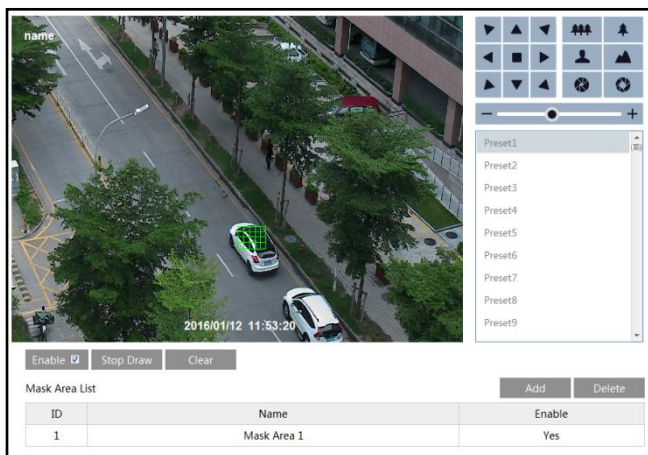 name
2016/01/12 11:53:20
Preset1
Preset2
Preset3
Preset4
Preset5
Preset6
Preset7
Preset8
Preset9
Enable Stop Draw Clear
Mask Area List Add Delete
ID Name Enable
1 Mask Area 1 Yes